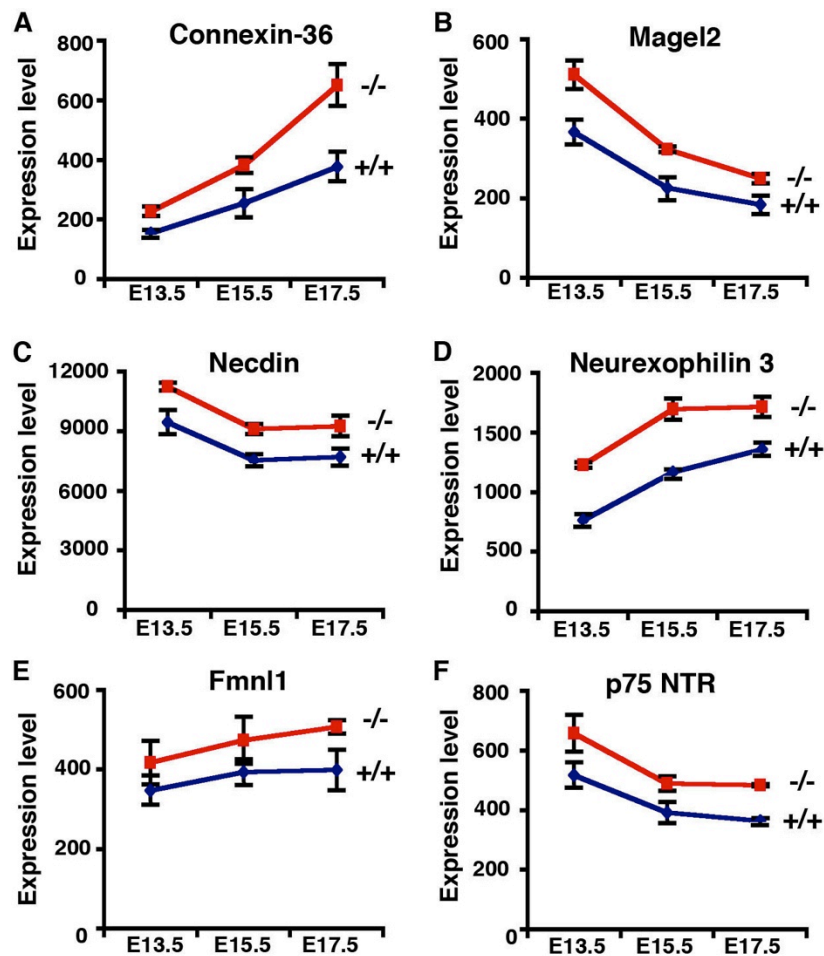 A
Connexin-36
Expression level
800
600
400
200
0
E13.5 E15.5 E17.5
-/-
+/+
B
Magel2
Expression level
600
400
200
0
E13.5 E15.5 E17.5
-/-
+/+
C
Necdin
Expression level
12000
9000
6000
3000
0
E13.5 E15.5 E17.5
-/-
+/+
D
Neurexophilin 3
Expression level
2000
1500
1000
500
0
E13.5 E15.5 E17.5
-/-
+/+
E
Fmnl1
Expression level
600
400
200
0
E13.5 E15.5 E17.5
-/-
+/+
F
p75 NTR
Expression level
800
600
400
200
0
E13.5 E15.5 E17.5
-/-
+/+